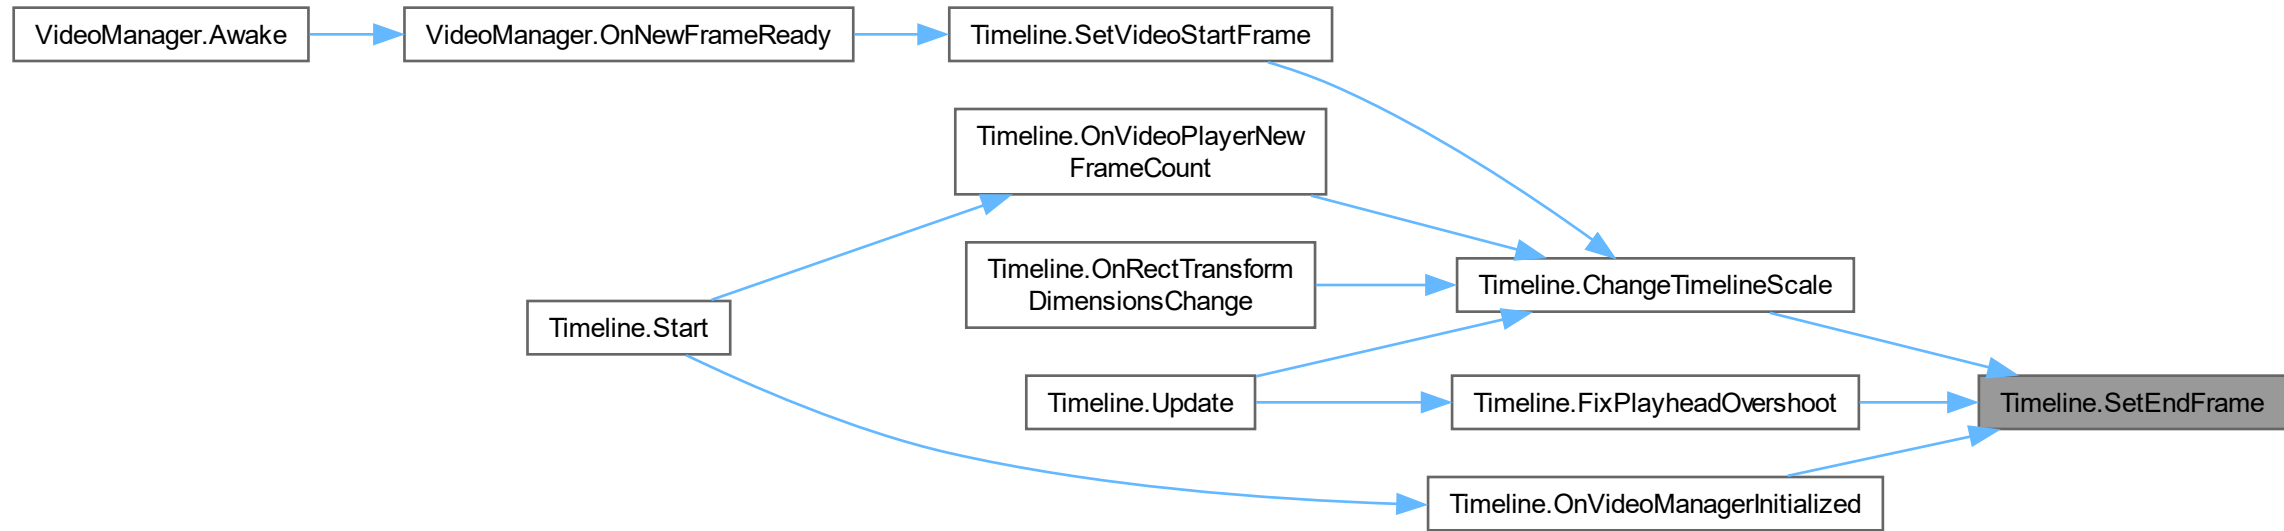 VideoManager.Awake
VideoManager.OnNewFrameReady
Timeline.SetVideoStartFrame
Timeline.OnVideoPlayerNew
FrameCount
Timeline.OnRectTransform
DimensionsChange
Timeline.ChangeTimelineScale
Timeline.Start
Timeline.Update
Timeline.FixPlayheadOvershoot
Timeline.SetEndFrame
Timeline.OnVideoManagerInitialized